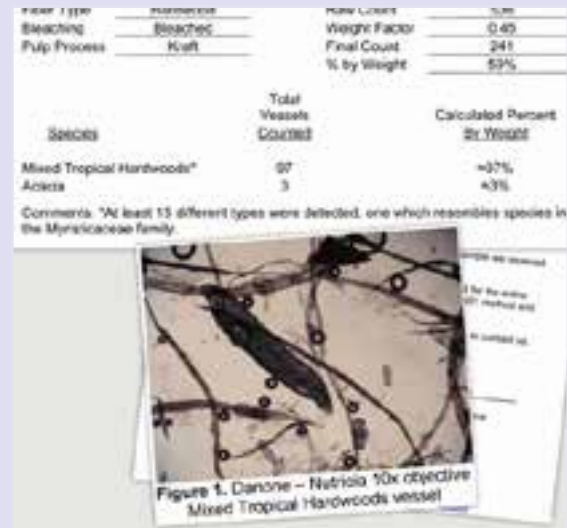 Fiber Type
Bleaching Bleached Weight Factor 0.45
Pulp Process Kraft Final Count 241
% by Weight 53%
Total
Vessels Calculated Percent
Species Counted By Weight
Mixed Tropical Hardwoods* 97 ≈97%
Acacia 3 ≈3%
Comments: *At least 15 different types were detected, one which resembles species in
the Myristicaceae family.
Figure 1. Danone – Nutricia 10x objective
Mixed Tropical Hardwoods vessel